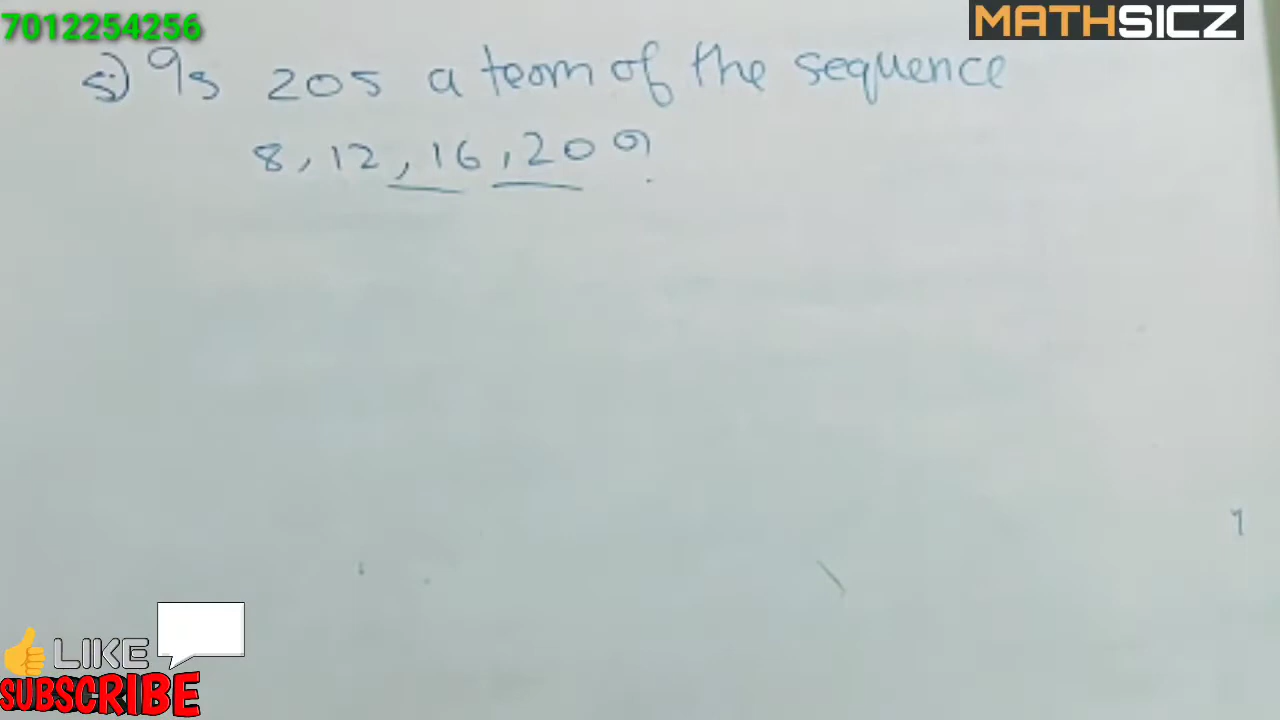 7012254256
MATHSICZ
5) Is 205 a term of the sequence
8, 12, 16, 20 ?
LIKE
SUBSCRIBE